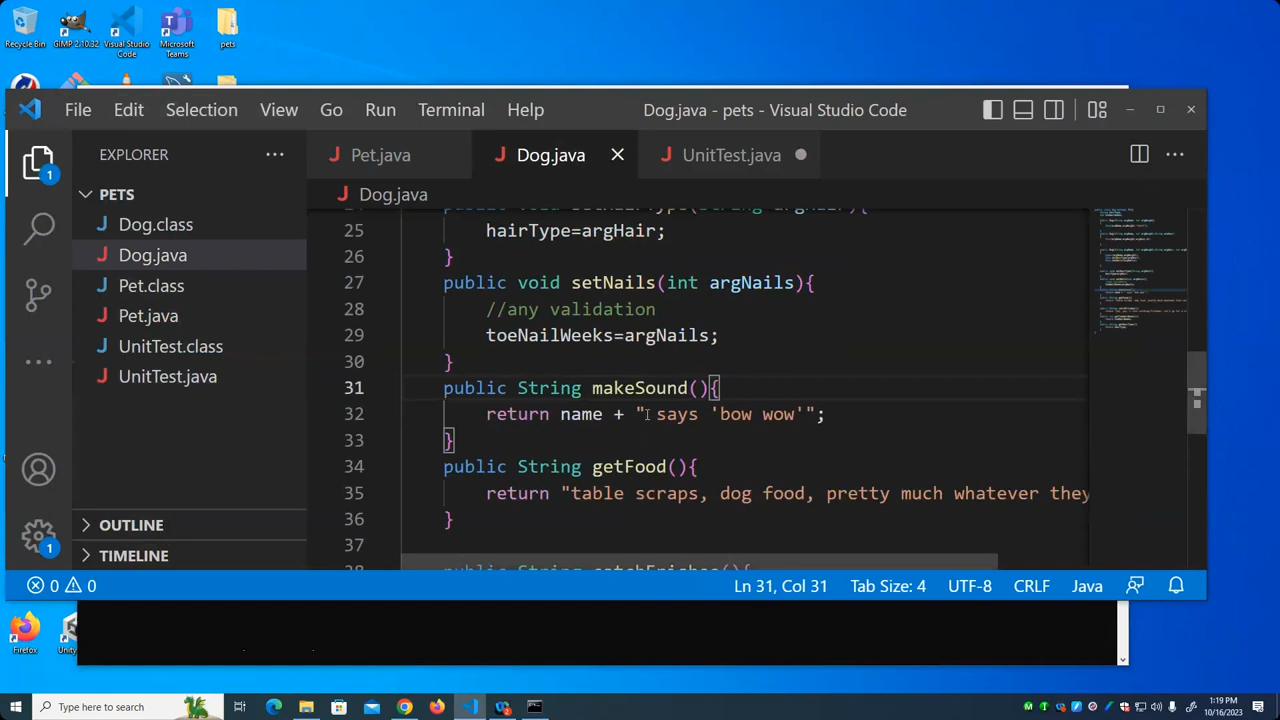 Recycle Bin
GIMP 2.10.32
Visual Studio Code
Microsoft Teams
pets
File Edit Selection View Go Run Terminal Help
Dog.java - pets - Visual Studio Code
EXPLORER
Pet.java
Dog.java
UnitTest.java
PETS
Dog.java
Dog.class
Dog.java
Pet.class
Pet.java
UnitTest.class
UnitTest.java
OUTLINE
TIMELINE
25 hairType=argHair;
26 }
27 public void setNails(int argNails){
28 //any validation
29 toeNailWeeks=argNails;
30 }
31 public String makeSound(){
32 return name + " says 'bow wow'";
33 }
34 public String getFood(){
35 return "table scraps, dog food, pretty much whatever they
36 }
37
1
1
0 0
Ln 31, Col 31 Tab Size: 4 UTF-8 CRLF Java
Firefox
Type here to search
1:19 PM
10/16/2023